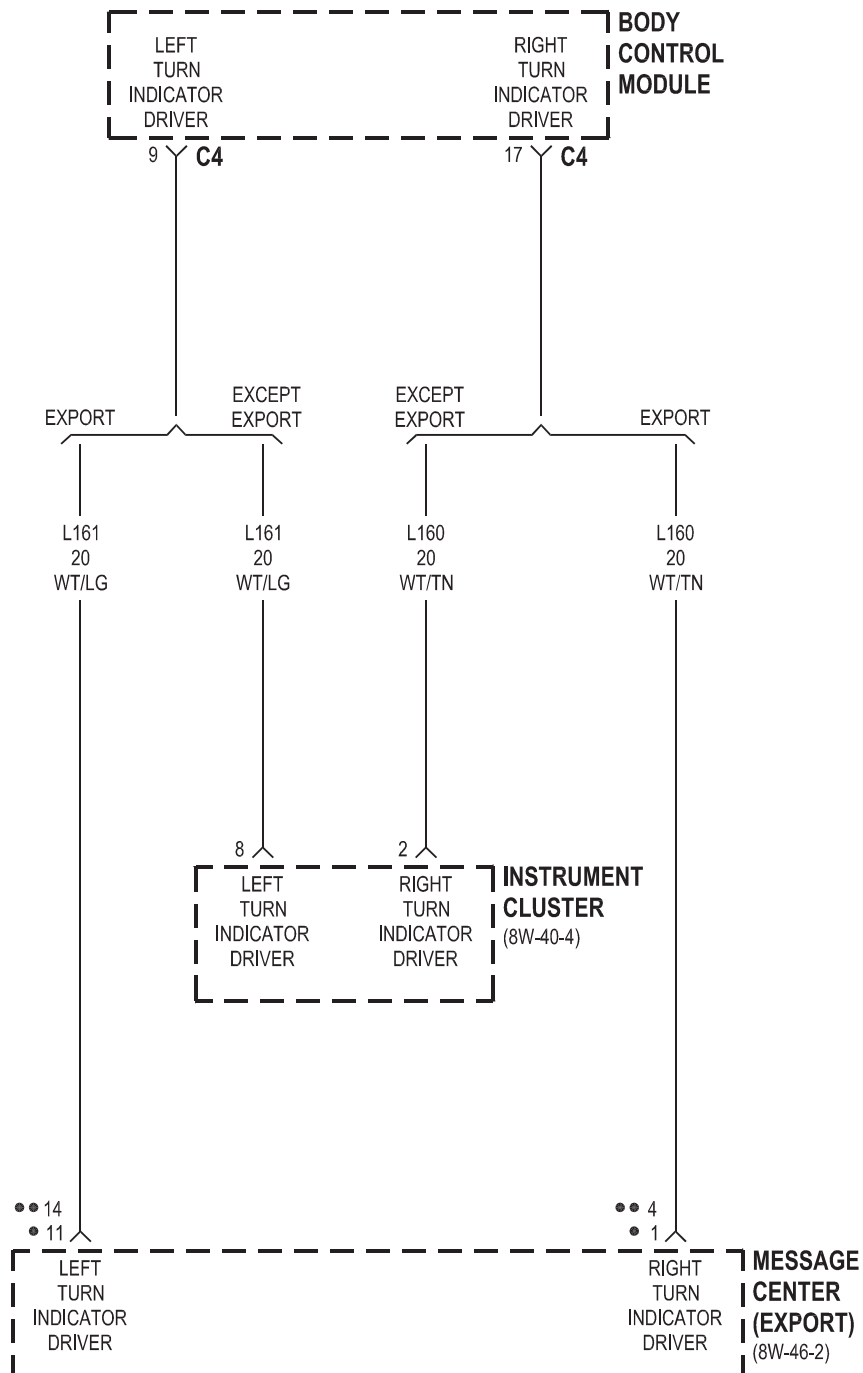 BODY
CONTROL
MODULE
LEFT
TURN
INDICATOR
DRIVER
RIGHT
TURN
INDICATOR
DRIVER
9 C4
17 C4
EXPORT
EXCEPT
EXPORT
EXCEPT
EXPORT
EXPORT
L161
20
WT/LG
L161
20
WT/LG
L160
20
WT/TN
L160
20
WT/TN
8
2
LEFT
TURN
INDICATOR
DRIVER
RIGHT
TURN
INDICATOR
DRIVER
INSTRUMENT
CLUSTER
(8W-40-4)
•• 14
• 11
•• 4
• 1
LEFT
TURN
INDICATOR
DRIVER
RIGHT
TURN
INDICATOR
DRIVER
MESSAGE
CENTER
(EXPORT)
(8W-46-2)